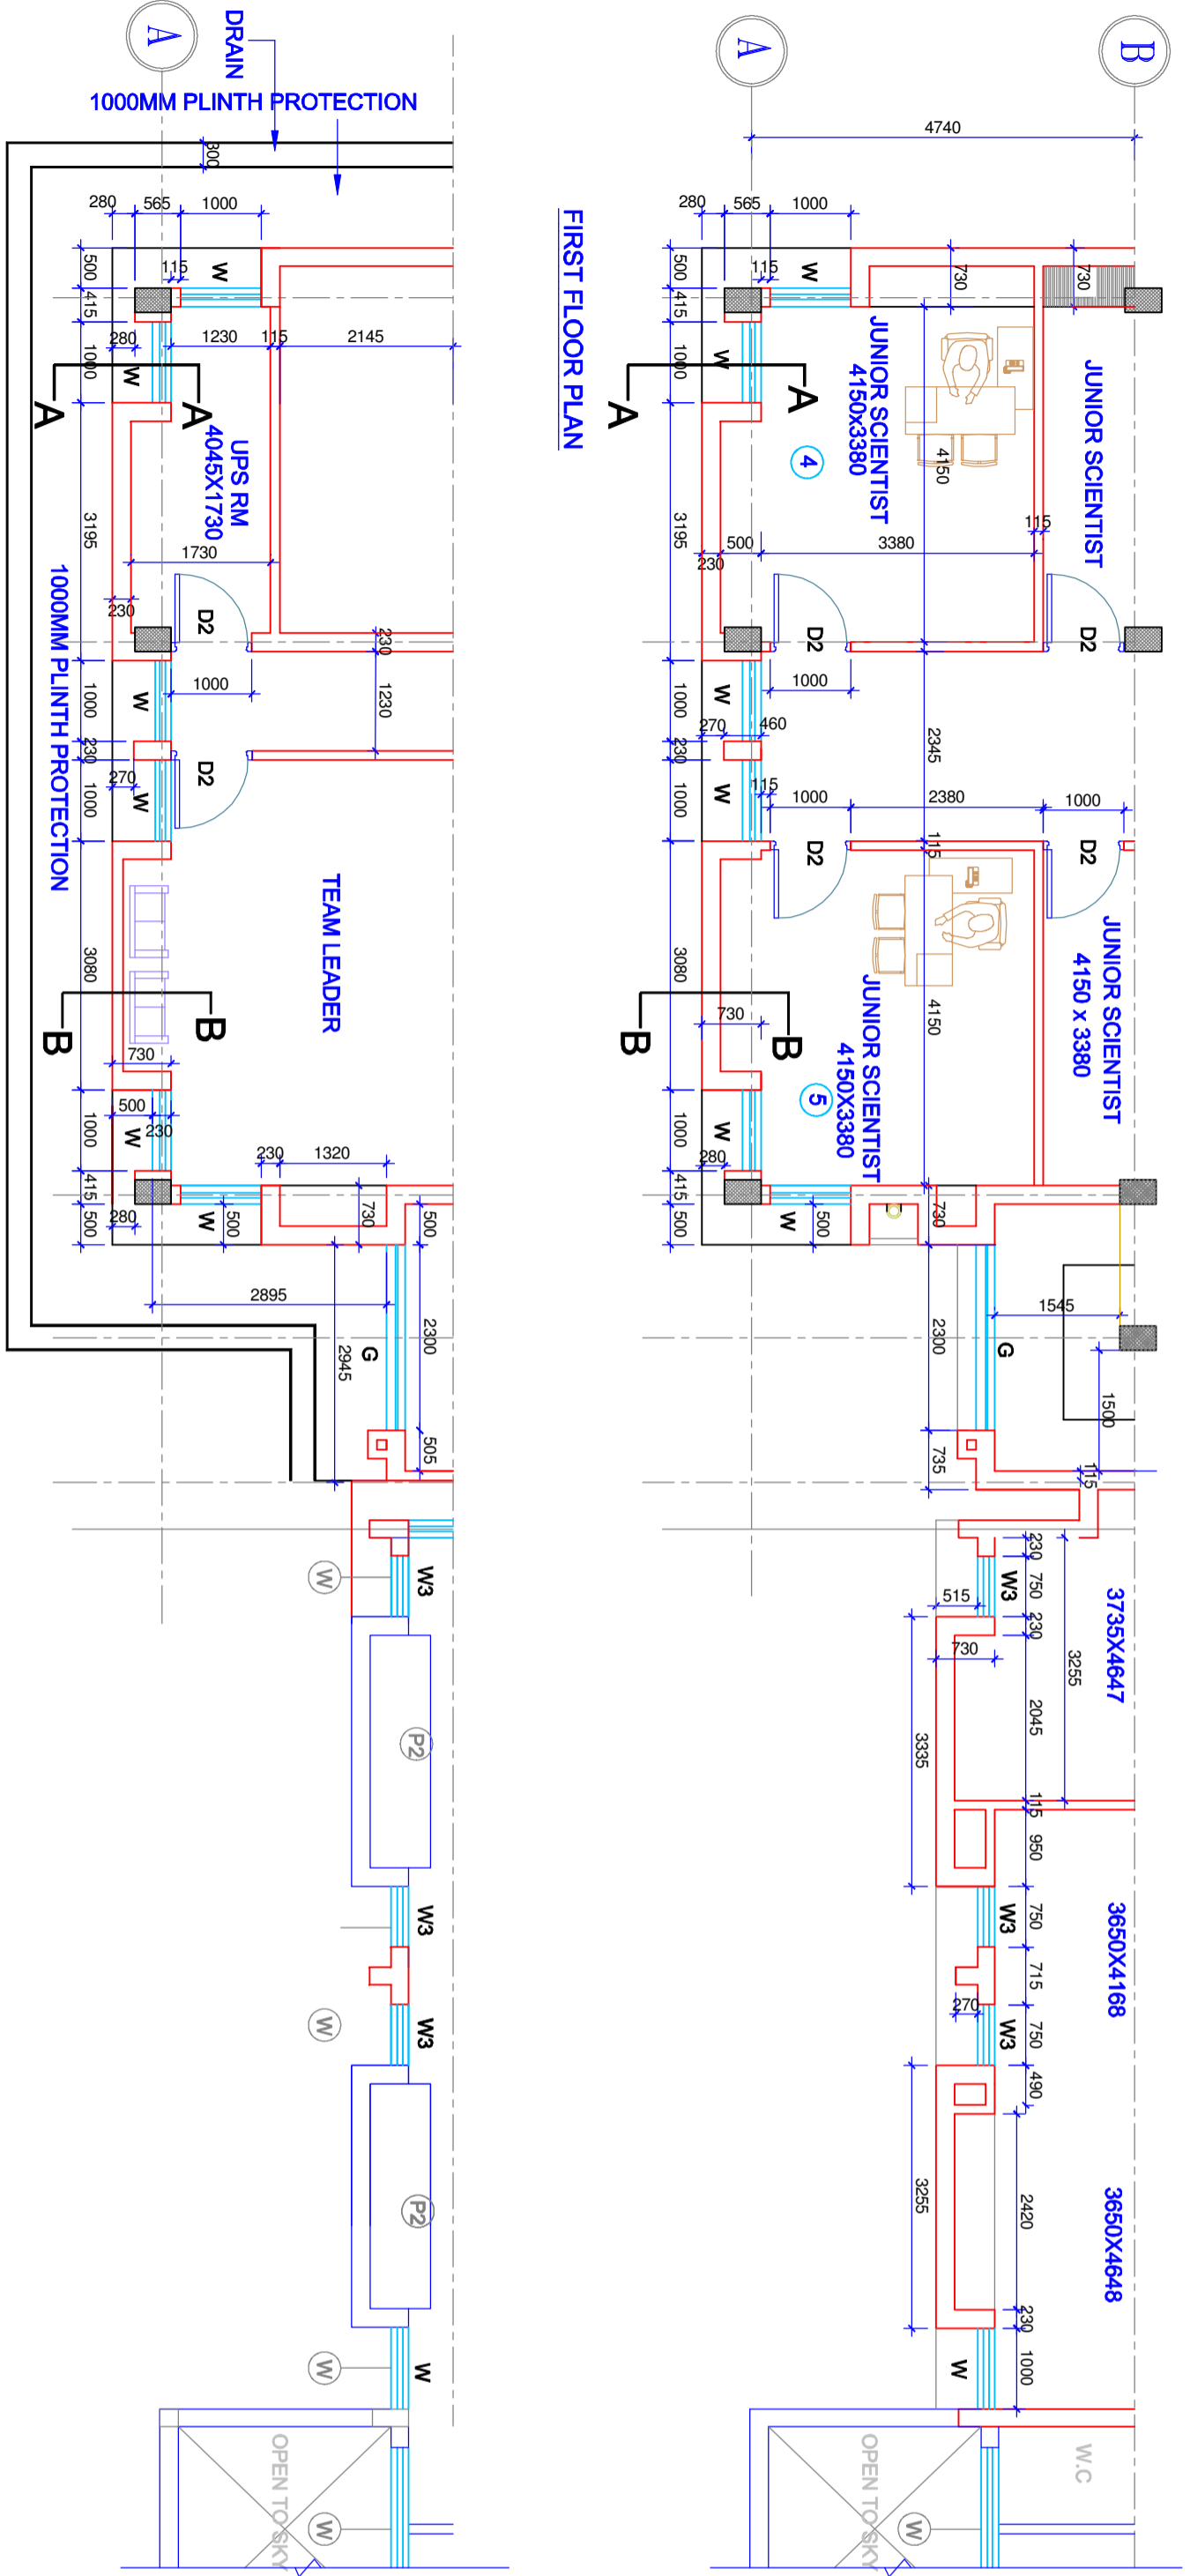 A
DRAIN
1000MM PLINTH PROTECTION
300
280
565
1000
500
115
W
415
1000
280
W
1230
115
2145
A
A
UPS RM
4045X1730
3195
1730
230
D2
230
1000
1230
1000
W
230
270
D2
1000
W
1000MM PLINTH PROTECTION
TEAM LEADER
3080
B
B
730
500
230
1000
W
230
1320
415
280
500
W
500
730
500
2895
2300
2945
G
505
W3
W
P2
W3
W
W3
P2
W
W
OPEN TO SKY
W
FIRST FLOOR PLAN
A
B
4740
280
565
1000
500
115
W
730
730
415
1000
W
A
A
JUNIOR SCIENTIST
4150x3380
4
4150
JUNIOR SCIENTIST
115
3195
500
3380
230
D2
D2
1000
1000
W
270
460
2345
230
115
1000
W
1000
2380
1000
D2
115
D2
JUNIOR SCIENTIST
4150 x 3380
3080
B
B
730
4150
JUNIOR SCIENTIST
4150X3380
5
1000
W
280
415
500
W
500
730
1545
2300
G
1500
735
115
230
750
W3
515
230
730
3735X4647
3255
2045
3335
115
950
750
W3
3650X4168
715
270
750
W3
490
3255
2420
3650X4648
230
1000
W
W.C
OPEN TO SKY
W